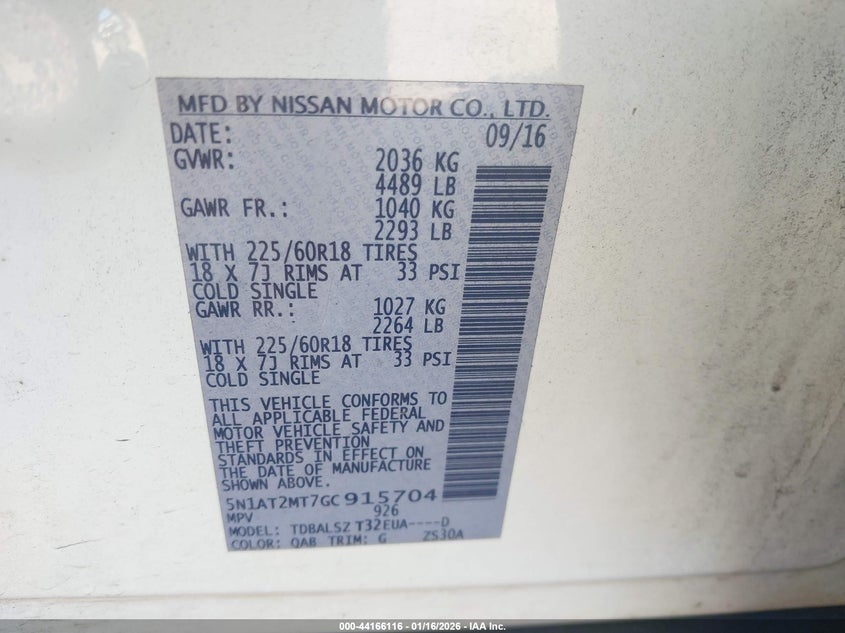 MFD BY NISSAN MOTOR CO., LTD.
DATE: 09/16
GVWR: 2036 KG
4489 LB
GAWR FR.: 1040 KG
2293 LB
WITH 225/60R18 TIRES
18 X 7J RIMS AT 33 PSI
COLD SINGLE
GAWR RR.: 1027 KG
2264 LB
WITH 225/60R18 TIRES
18 X 7J RIMS AT 33 PSI
COLD SINGLE
THIS VEHICLE CONFORMS TO
ALL APPLICABLE FEDERAL
MOTOR VEHICLE SAFETY AND
THEFT PREVENTION
STANDARDS IN EFFECT ON
THE DATE OF MANUFACTURE
SHOWN ABOVE.
5N1AT2MT7GC915704
MPV 926
MODEL: TDBALSZ T32EUA----D
COLOR: QAB TRIM: G ZS30A
000-44166116 - 01/16/2026 - IAA Inc.